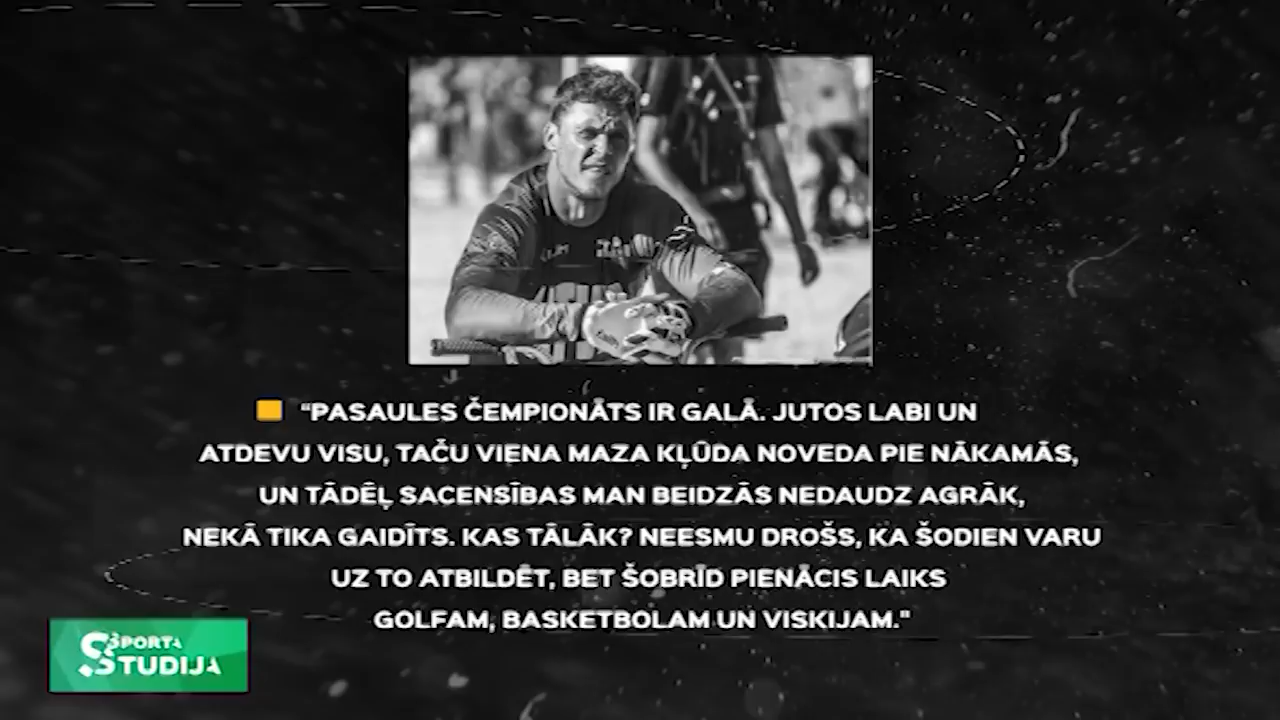 “PASAULES ČEMPIONĀTS IR GALĀ. JUTOS LABI UN
ATDEVU VISU, TAČU VIENA MAZA KĻŪDA NOVEDA PIE NĀKAMĀS,
UN TĀDĒĻ SACENSĪBAS MAN BEIDZĀS NEDAUDZ AGRĀK,
NEKĀ TIKA GAIDĪTS. KAS TĀLĀK? NEESMU DROŠS, KA ŠODIEN VARU
UZ TO ATBILDĒT, BET ŠOBRĪD PIENĀCIS LAIKS
GOLFAM, BASKETBOLAM UN VISKIJAM."
SPORTA
STUDIJA